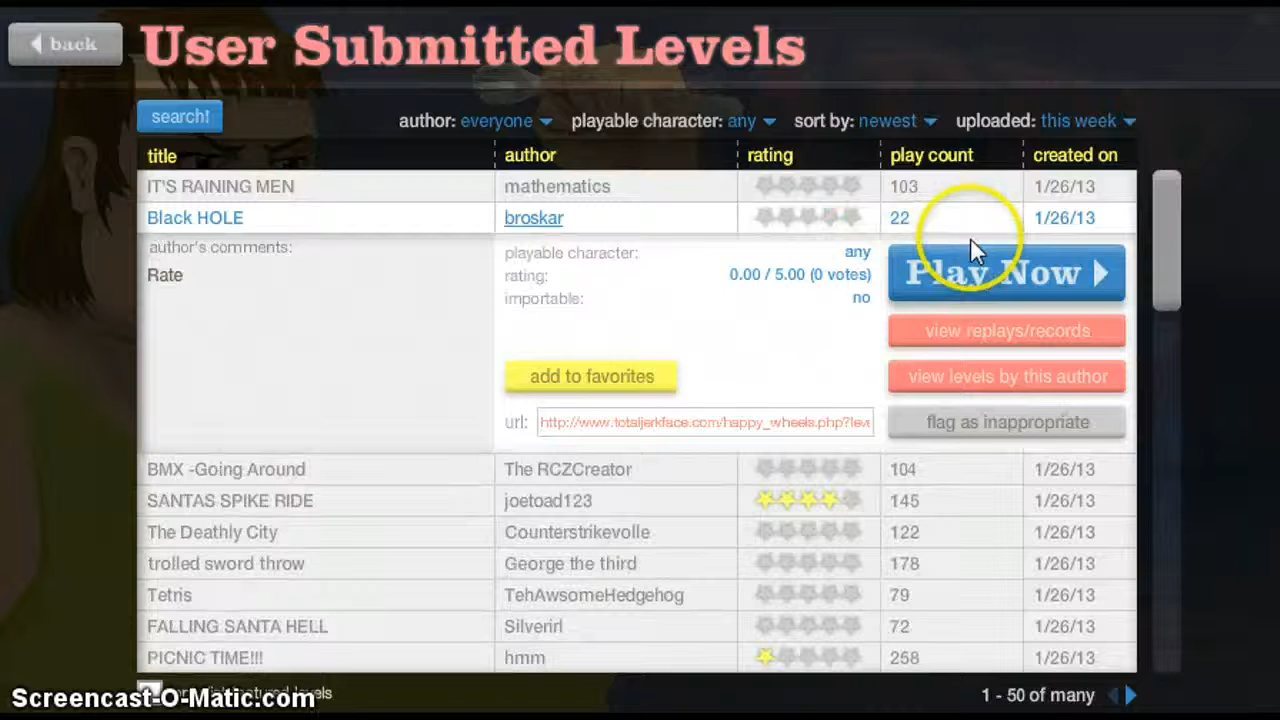 back
User Submitted Levels
search!
author: everyone playable character: any sort by: newest uploaded: this week
title author rating play count created on
IT'S RAINING MEN mathematics 103 1/26/13
Black HOLE broskar 22 1/26/13
author's comments:
Rate
playable character: any
rating: 0.00 / 5.00 (0 votes)
importable: no
add to favorites
url: http://www.totaljerkface.com/happy_wheels.php?leve
Play Now
view replays/records
view levels by this author
flag as inappropriate
BMX -Going Around The RCZCreator 104 1/26/13
SANTAS SPIKE RIDE joetoad123 145 1/26/13
The Deathly City Counterstrikevolle 122 1/26/13
trolled sword throw George the third 178 1/26/13
Tetris TehAwsomeHedgehog 79 1/26/13
FALLING SANTA HELL Silverirl 72 1/26/13
PICNIC TIME!!! hmm 258 1/26/13
levels
Screencast-O-Matic.com
1 - 50 of many